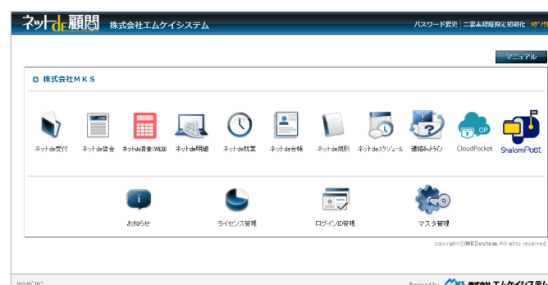 ネットde顧問 株式会社エムケイシステム パスワード変更 二要素認証設定初期化 ログアウト
マニュアル
株式会社MKS
ネットde受付 ネットde賃金 ネットde賃金(WEB) ネットde明細 ネットde就業 ネットde台帳 ネットde規則 ネットdeスケジュール 連絡ホットライン CloudPocket ShalomPost
お知らせ ライセンス管理 ログインID管理 マスタ管理
copyright©MKSystem.Allrights reserved.
Powered by MKS 株式会社 エムケイシステム